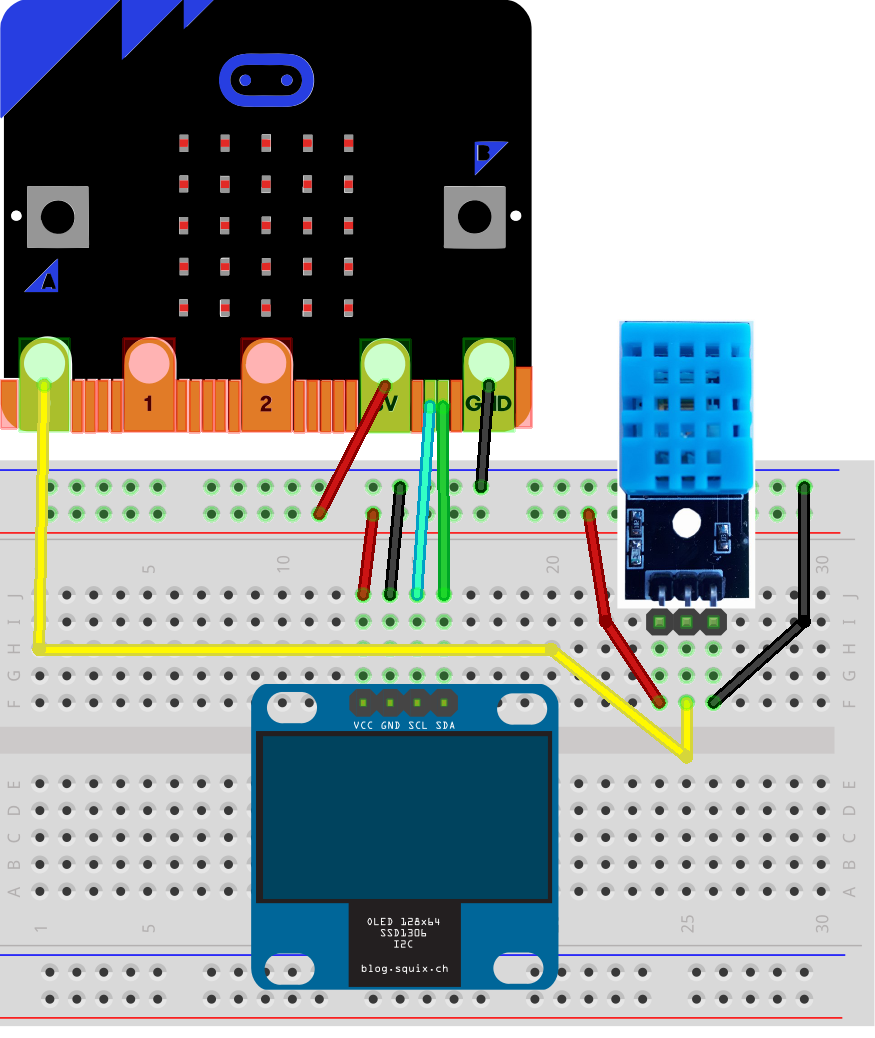 B
A
1
2
3V
GND
5
10
20
30
J
J
I
I
H
H
G
G
F
F
VCC GND SCL SDA
E
E
D
D
C
C
B
B
A
A
OLED 128x64
SSD1306
I2C
blog.squix.ch
1
5
25
30